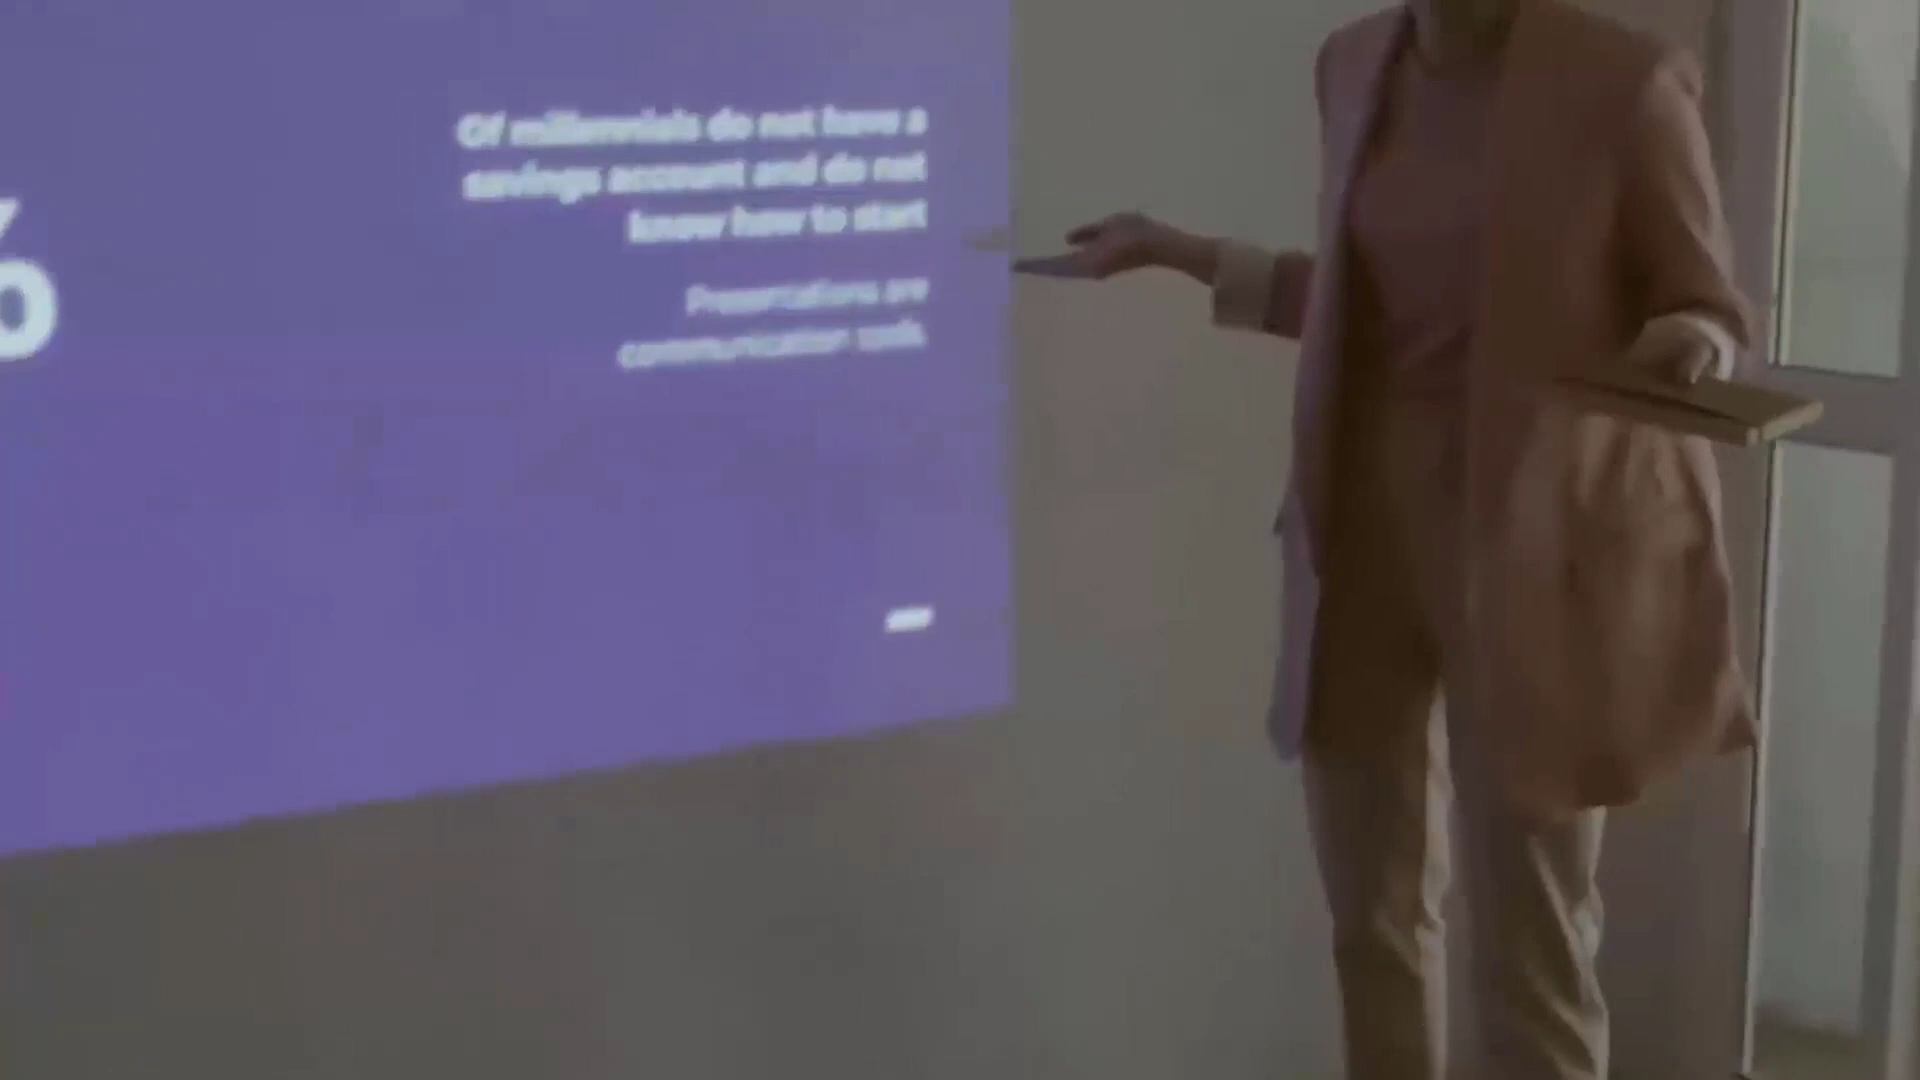 %
Of millennials do not have a
savings account and do not
know how to start
Presentations are
communication tools